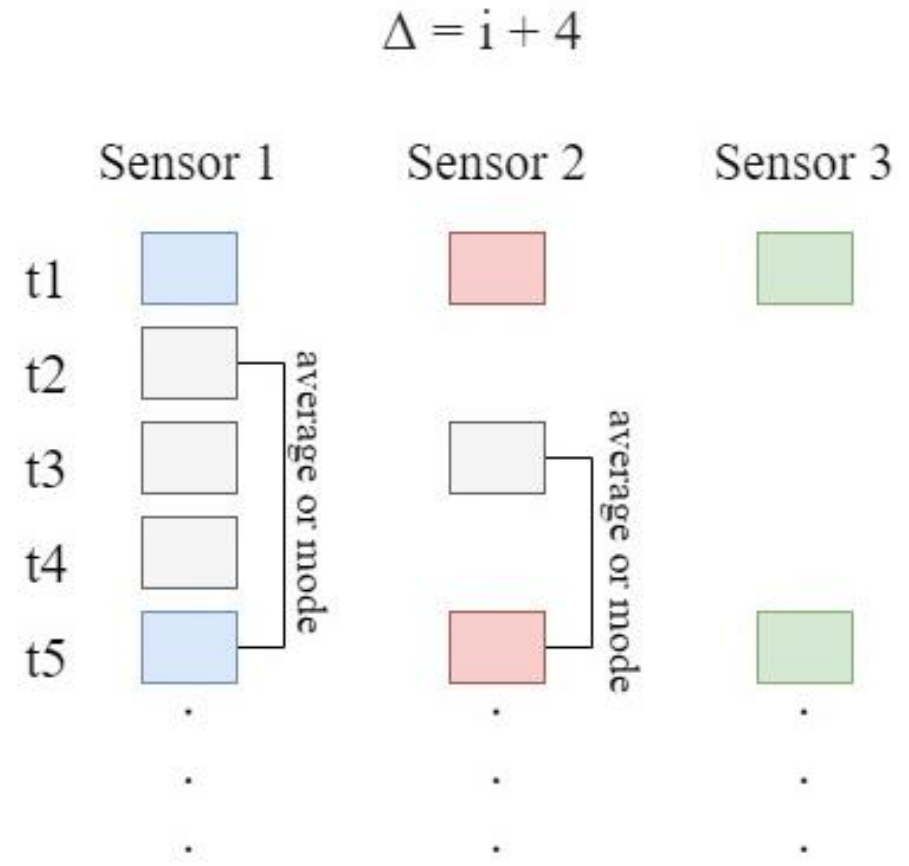 Δ = i + 4
Sensor 1 Sensor 2 Sensor 3
t1
t2
t3
t4
t5
average or mode
average or mode